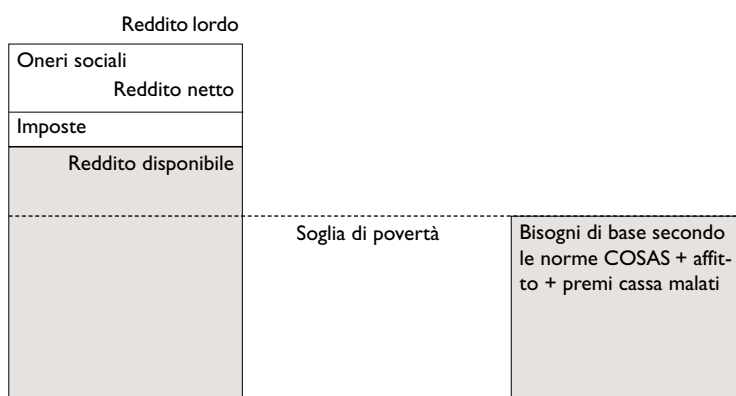 Reddito lordo
Oneri sociali
Reddito netto
Imposte
Reddito disponibile
Soglia di povertà
Bisogni di base secondo
le norme COSAS + affit-
to + premi cassa malati